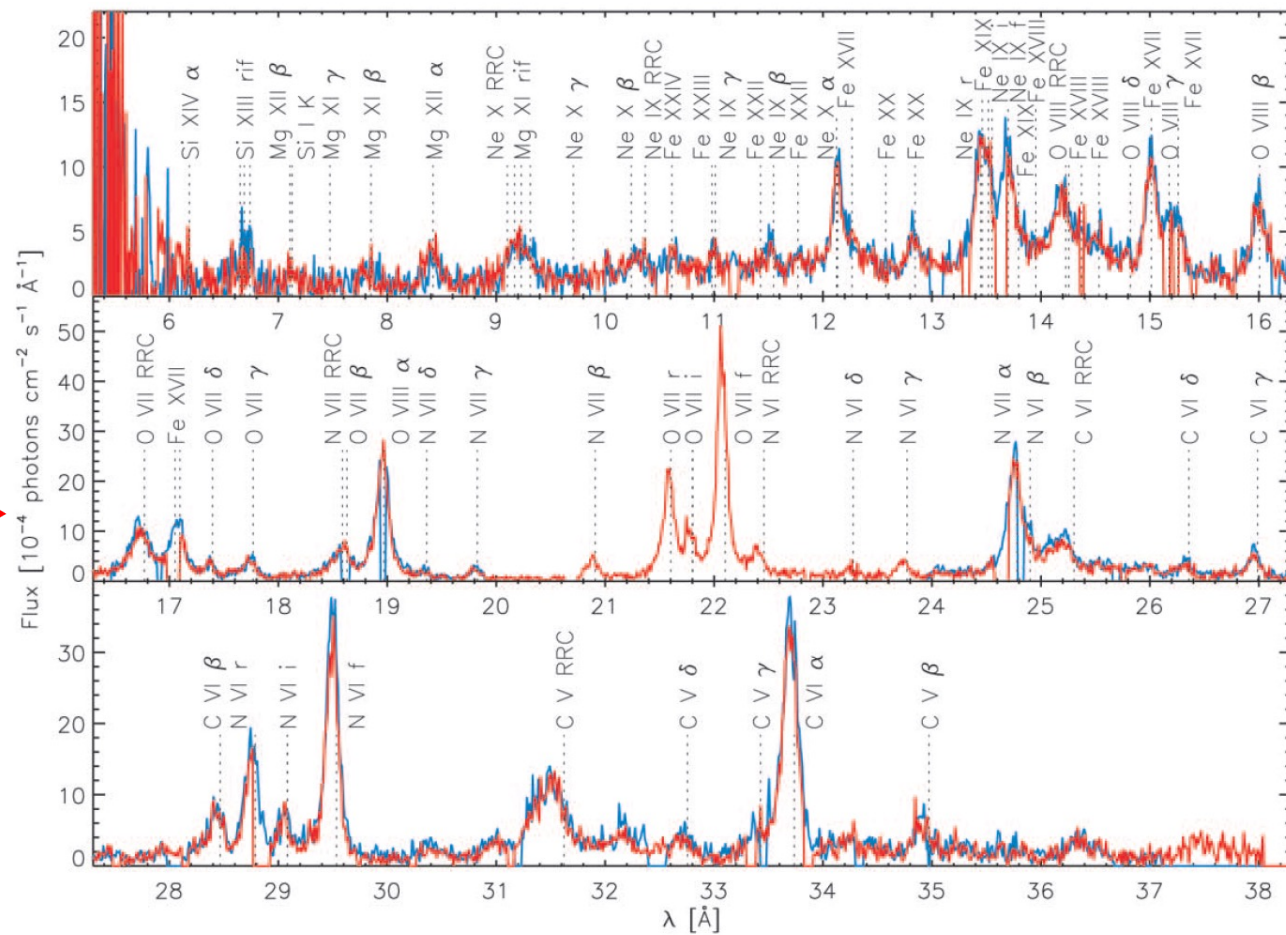 20
15
10
5
0
Si XIV α
Si XIII rif
Mg XII β
Si I K
Mg XI γ
Mg XI β
Mg XII α
Ne X RRC
Mg XI rif
Ne X γ
Ne X β
Ne IX RRC
Fe XXIV
Fe XXIII
Ne IX γ
Fe XXII
Ne IX β
Fe XXII
Ne X α
Fe XVII
Fe XX
Fe XX
Ne IX r
Fe XIX
Ne IX i
Fe XIX
Ne IX f
Fe XVIII
O VIII RRC
Fe XVIII
Fe XVIII
O VIII δ
Fe XVII
O VIII γ
Fe XVII
O VIII β
6 7 8 9 10 11 12 13 14 15 16
50
40
30
20
10
0
O VII RRC
Fe XVII
O VII δ
O VII γ
N VII RRC
O VII β
O VIII α
N VII δ
N VII γ
N VII β
O VII r
O VII i
O VII f
N VI RRC
N VI δ
N VI γ
N VII α
N VI β
C VI RRC
C VI δ
C VI γ
17 18 19 20 21 22 23 24 25 26 27
30
20
10
0
C VI β
N VI r
N VI i
N VI f
C V RRC
C V δ
C V γ
C VI α
C V β
28 29 30 31 32 33 34 35 36 37 38
λ [Å]
Flux [10⁻⁴ photons cm⁻² s⁻¹ Å⁻¹]